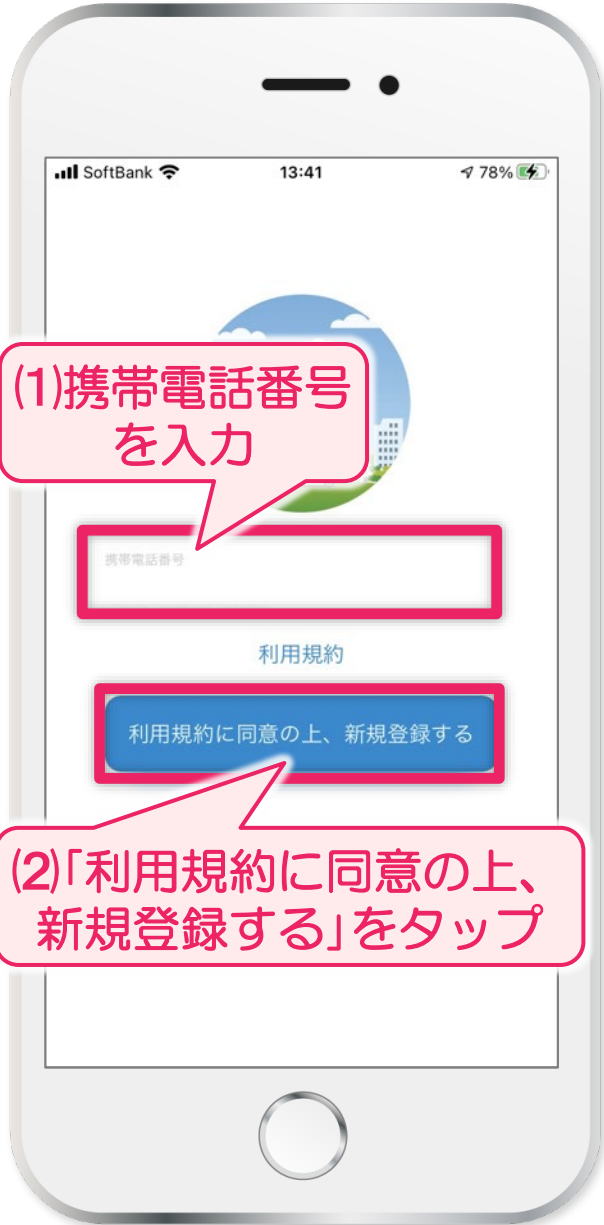 SoftBank
13:41
78%
(1)携帯電話番号
を入力
携帯電話番号
利用規約
利用規約に同意の上、新規登録する
(2)「利用規約に同意の上、
新規登録する」をタップ